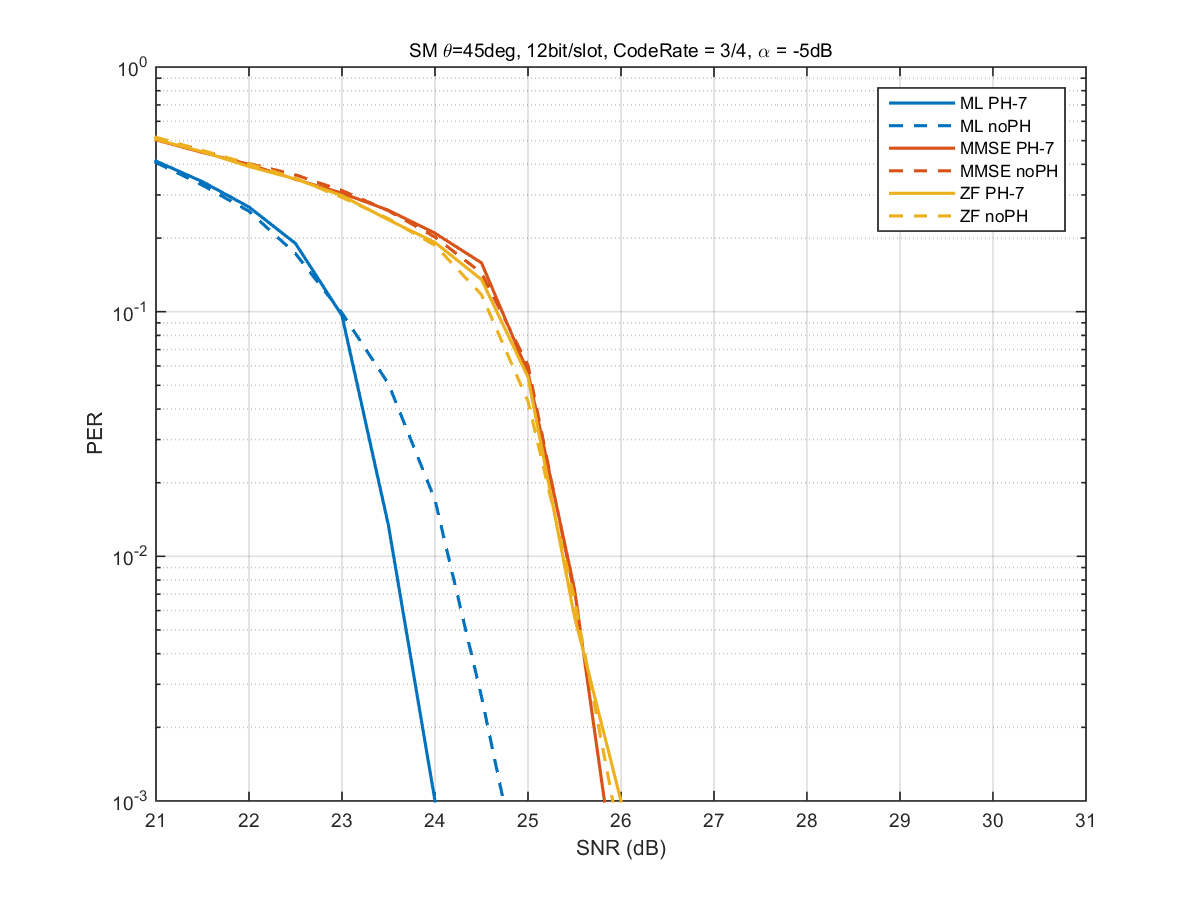 SM θ=45deg, 12bit/slot, CodeRate = 3/4, α = -5dB
10^0
10^-1
10^-2
10^-3
PER
ML PH-7
ML noPH
MMSE PH-7
MMSE noPH
ZF PH-7
ZF noPH
21 22 23 24 25 26 27 28 29 30 31
SNR (dB)